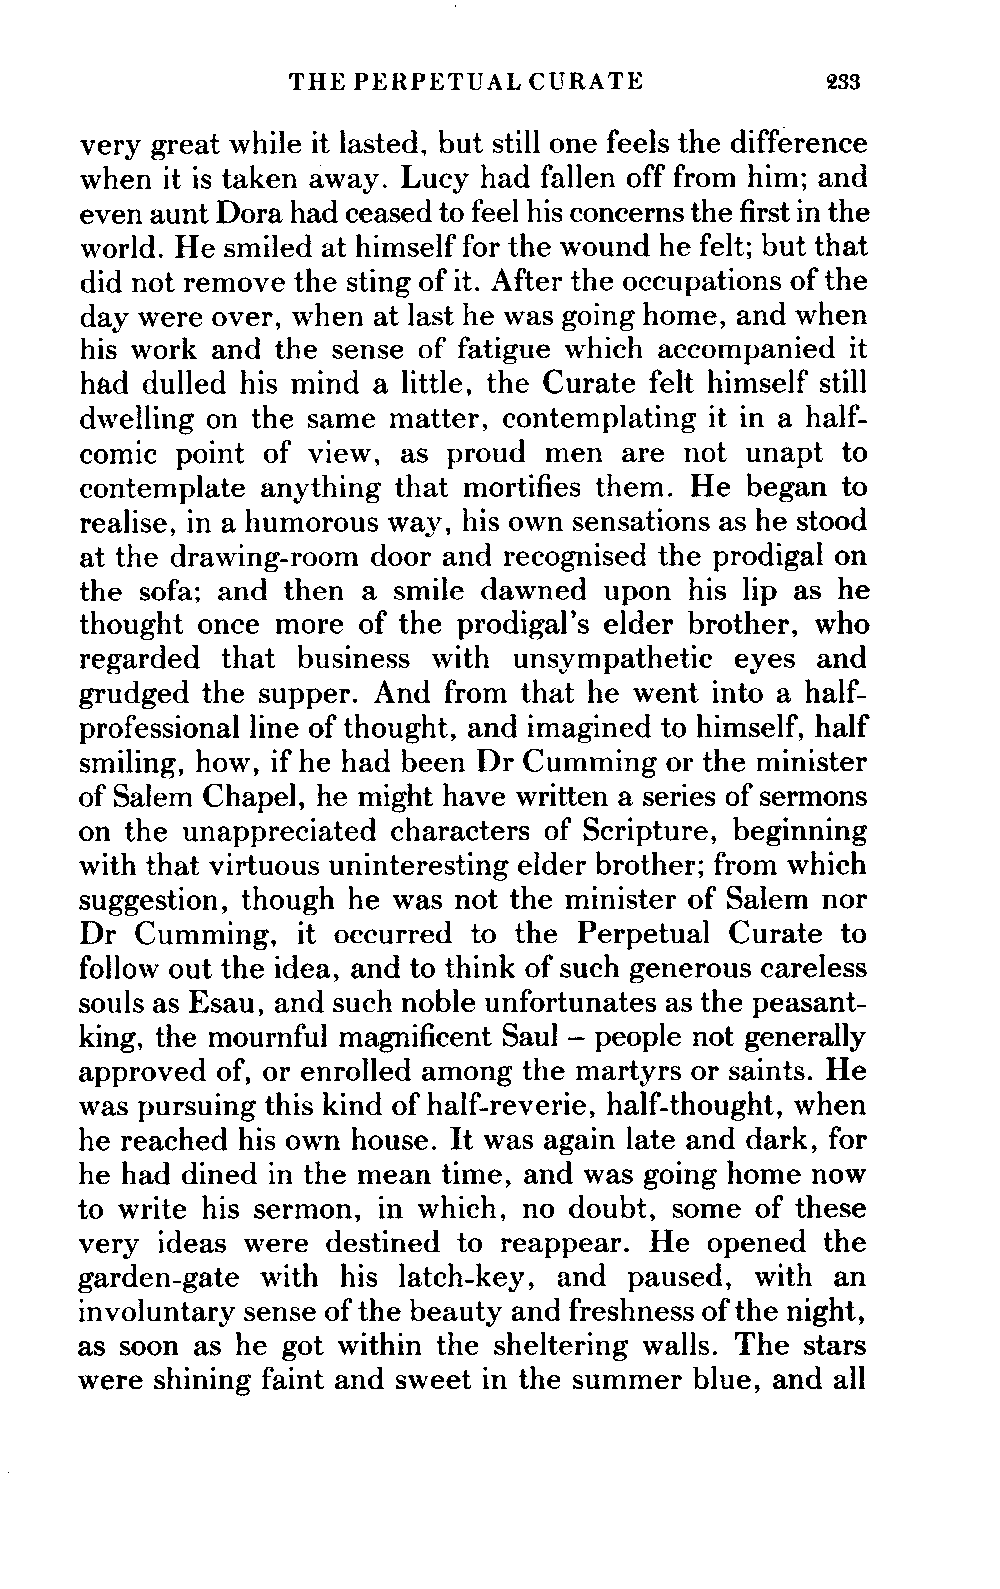 THE PERPETUAL CURATE 233
very great while it lasted, but still one feels the difference
when it is taken away. Lucy had fallen off from him; and
even aunt Dora had ceased to feel his concerns the first in the
world. He smiled at himself for the wound he felt; but that
did not remove the sting of it. After the occupations of the
day were over, when at last he was going home, and when
his work and the sense of fatigue which accompanied it
had dulled his mind a little, the Curate felt himself still
dwelling on the same matter, contemplating it in a half-
comic point of view, as proud men are not unapt to
contemplate anything that mortifies them. He began to
realise, in a humorous way, his own sensations as he stood
at the drawing-room door and recognised the prodigal on
the sofa; and then a smile dawned upon his lip as he
thought once more of the prodigal's elder brother, who
regarded that business with unsympathetic eyes and
grudged the supper. And from that he went into a half-
professional line of thought, and imagined to himself, half
smiling, how, if he had been Dr Cumming or the minister
of Salem Chapel, he might have written a series of sermons
on the unappreciated characters of Scripture, beginning
with that virtuous uninteresting elder brother; from which
suggestion, though he was not the minister of Salem nor
Dr Cumming, it occurred to the Perpetual Curate to
follow out the idea, and to think of such generous careless
souls as Esau, and such noble unfortunates as the peasant-
king, the mournful magnificent Saul – people not generally
approved of, or enrolled among the martyrs or saints. He
was pursuing this kind of half-reverie, half-thought, when
he reached his own house. It was again late and dark, for
he had dined in the mean time, and was going home now
to write his sermon, in which, no doubt, some of these
very ideas were destined to reappear. He opened the
garden-gate with his latch-key, and paused, with an
involuntary sense of the beauty and freshness of the night,
as soon as he got within the sheltering walls. The stars
were shining faint and sweet in the summer blue, and all